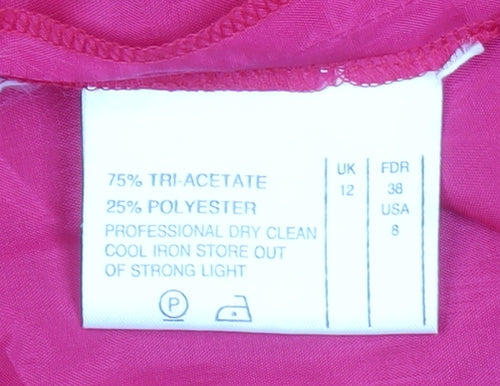 75% TRI-ACETATE
25% POLYESTER
PROFESSIONAL DRY CLEAN
COOL IRON STORE OUT
OF STRONG LIGHT
P
UK
12
FDR
38
USA
8